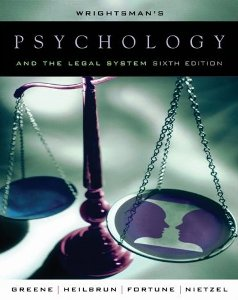 WRIGHTSMAN'S
PSYCHOLOGY
AND THE LEGAL SYSTEM SIXTH EDITION
GREENE | HEILBRUN | FORTUNE | NIETZEL